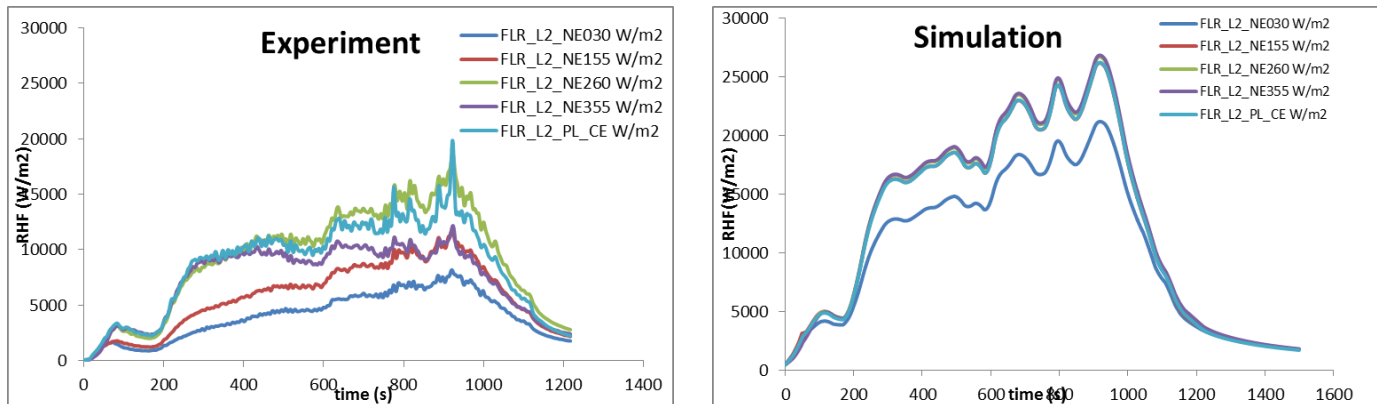 Experiment
RHF (W/m2)
30000
25000
20000
15000
10000
5000
0
0 200 400 600 800 1000 1200 1400
time (s)
FLR_L2_NE030 W/m2
FLR_L2_NE155 W/m2
FLR_L2_NE260 W/m2
FLR_L2_NE355 W/m2
FLR_L2_PL_CE W/m2
Simulation
RHF (W/m2)
30000
25000
20000
15000
10000
5000
0
0 200 400 600 800 1000 1200 1400 1600
time (s)
FLR_L2_NE030 W/m2
FLR_L2_NE155 W/m2
FLR_L2_NE260 W/m2
FLR_L2_NE355 W/m2
FLR_L2_PL_CE W/m2